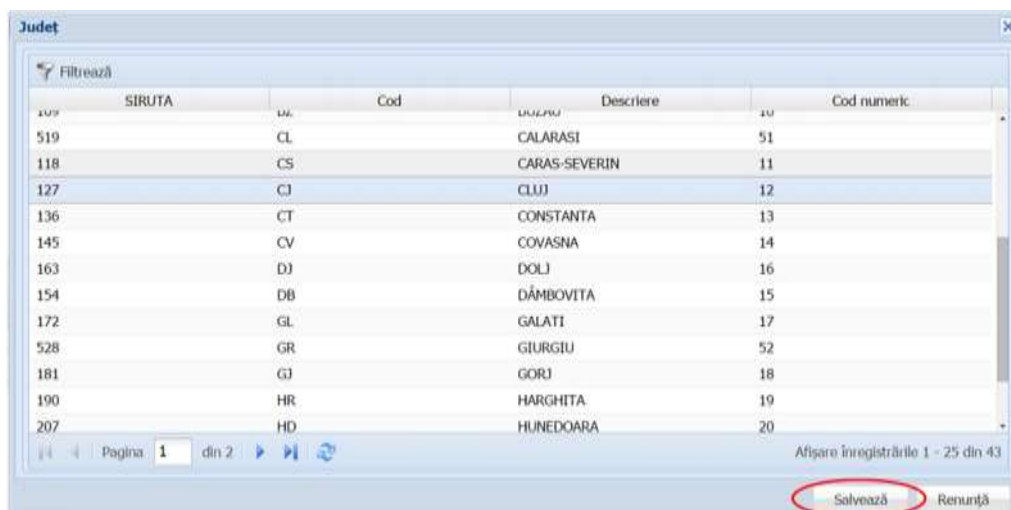 Județ
Filtrează
SIRUTA Cod Descriere Cod numeric
519 CL CALARASI 51
118 CS CARAS-SEVERIN 11
127 CJ CLUJ 12
136 CT CONSTANTA 13
145 CV COVASNA 14
163 DJ DOLJ 16
154 DB DÂMBOVITA 15
172 GL GALATI 17
528 GR GIURGIU 52
181 GJ GORJ 18
190 HR HARGHITA 19
207 HD HUNEDOARA 20
Pagina 1 din 2 Afișare înregistrările 1 - 25 din 43
Salvează Renunță